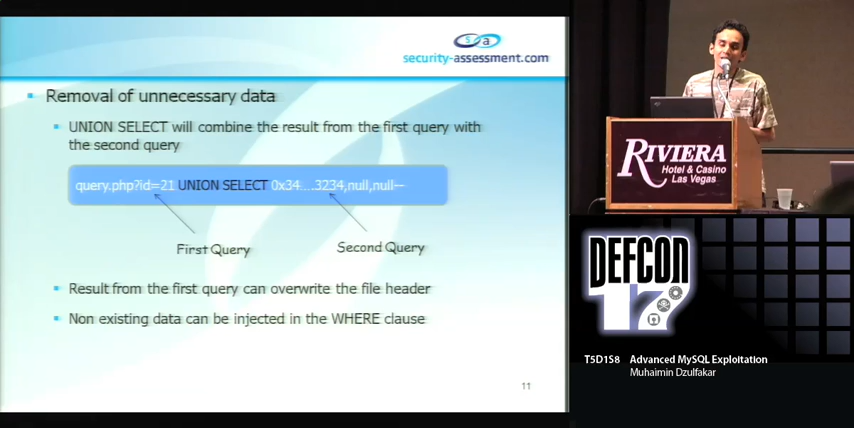 security-assessment.com
Removal of unnecessary data
UNION SELECT will combine the result from the first query with
the second query
query.php?id=21 UNION SELECT 0x34....3234,null,null--
First Query
Second Query
Result from the first query can overwrite the file header
Non existing data can be injected in the WHERE clause
11
RIVIERA
Hotel & Casino
Las Vegas
DEFCON
17
T5D1S8 Advanced MySQL Exploitation
Muhaimin Dzulfakar